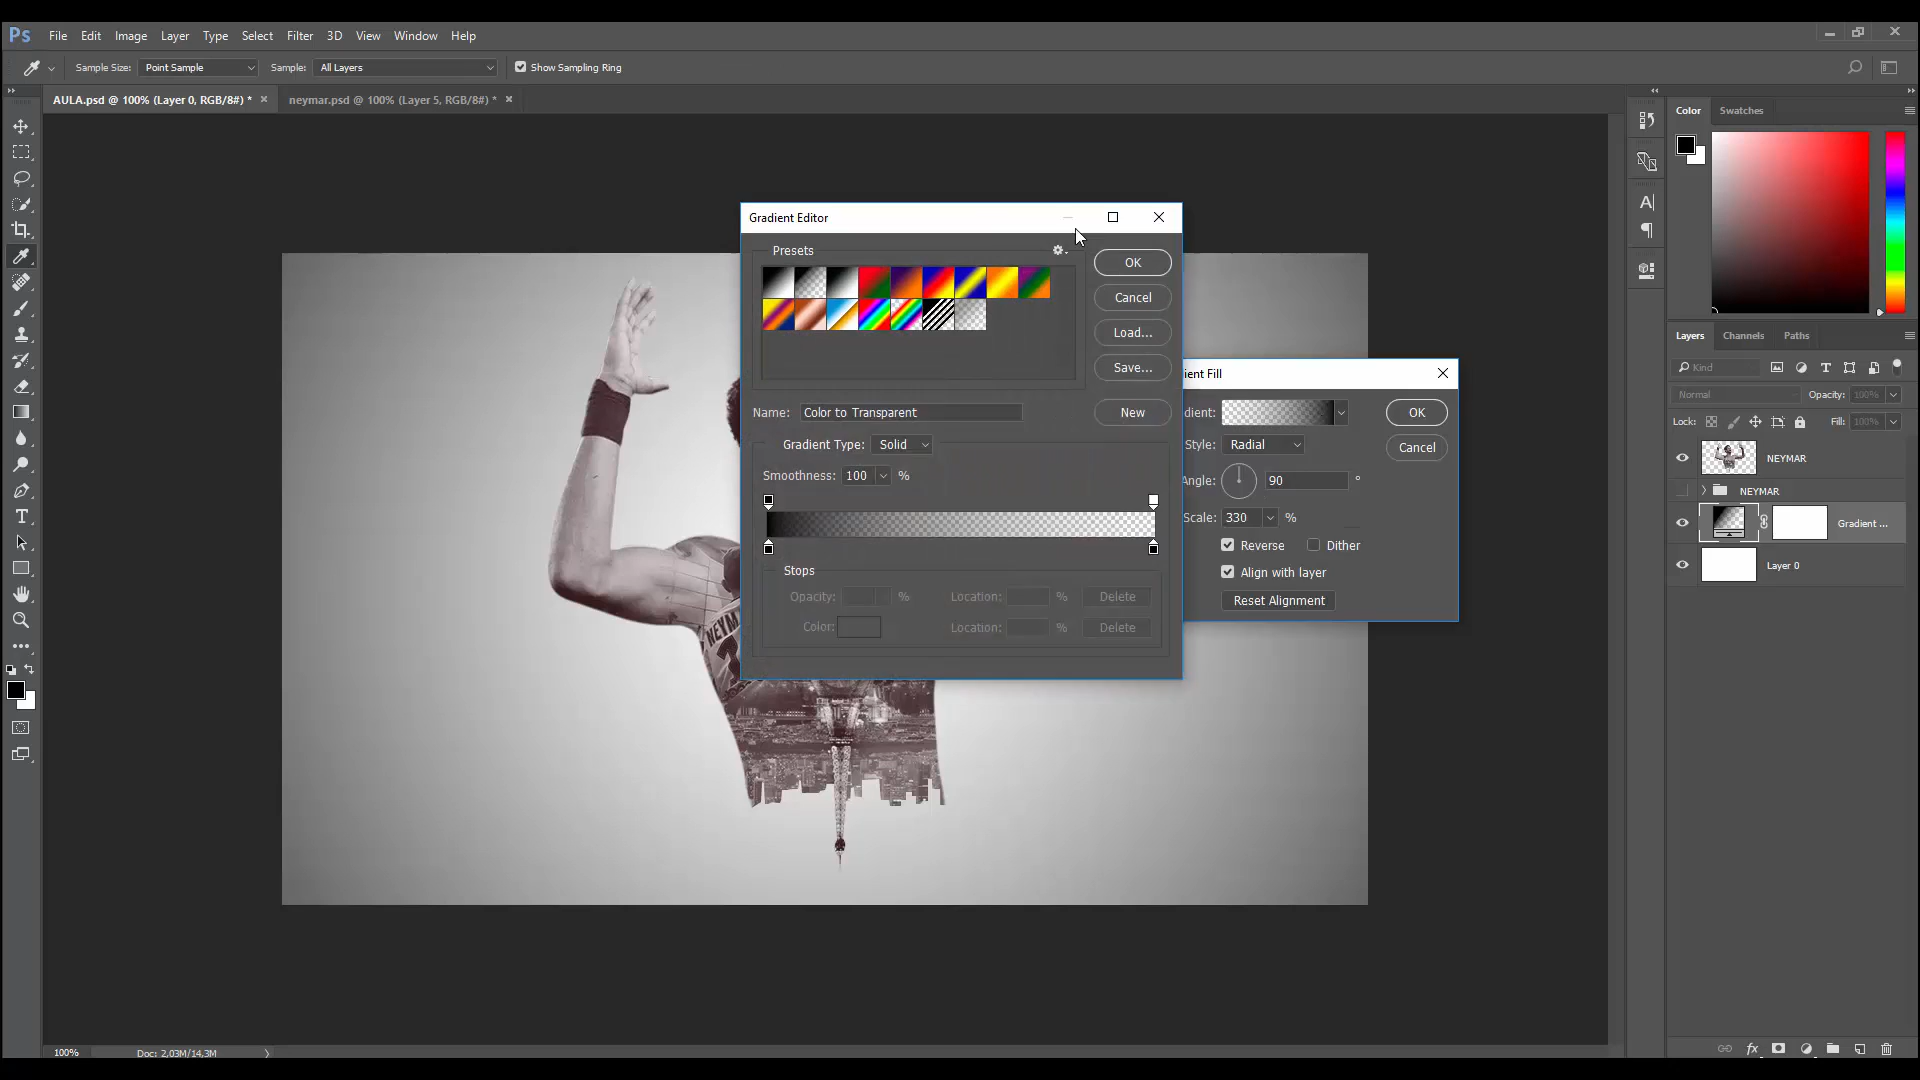 Ps File Edit Image Layer Type Select Filter 3D View Window Help
Sample Size: Point Sample Sample: All Layers Show Sampling Ring
AULA.psd @ 100% (Layer 0, RGB/8#) * × neymar.psd @ 100% (Layer 5, RGB/8#) * ×
Color Swatches
Gradient Editor
Presets
OK
Cancel
Load...
Save...
Name: Color to Transparent New
Gradient Type: Solid
Smoothness: 100 %
Stops
Opacity: % Location: % Delete
Color: Location: % Delete
ient Fill
dient: OK
Style: Radial Cancel
Angle: 90 °
Scale: 330 %
Reverse Dither
Align with layer
Reset Alignment
NEYM
Layers Channels Paths
Kind
Normal Opacity: 100%
Lock: Fill: 100%
NEYMAR
NEYMAR
Gradient ...
Layer 0
100% Doc: 2,03M/14,3M